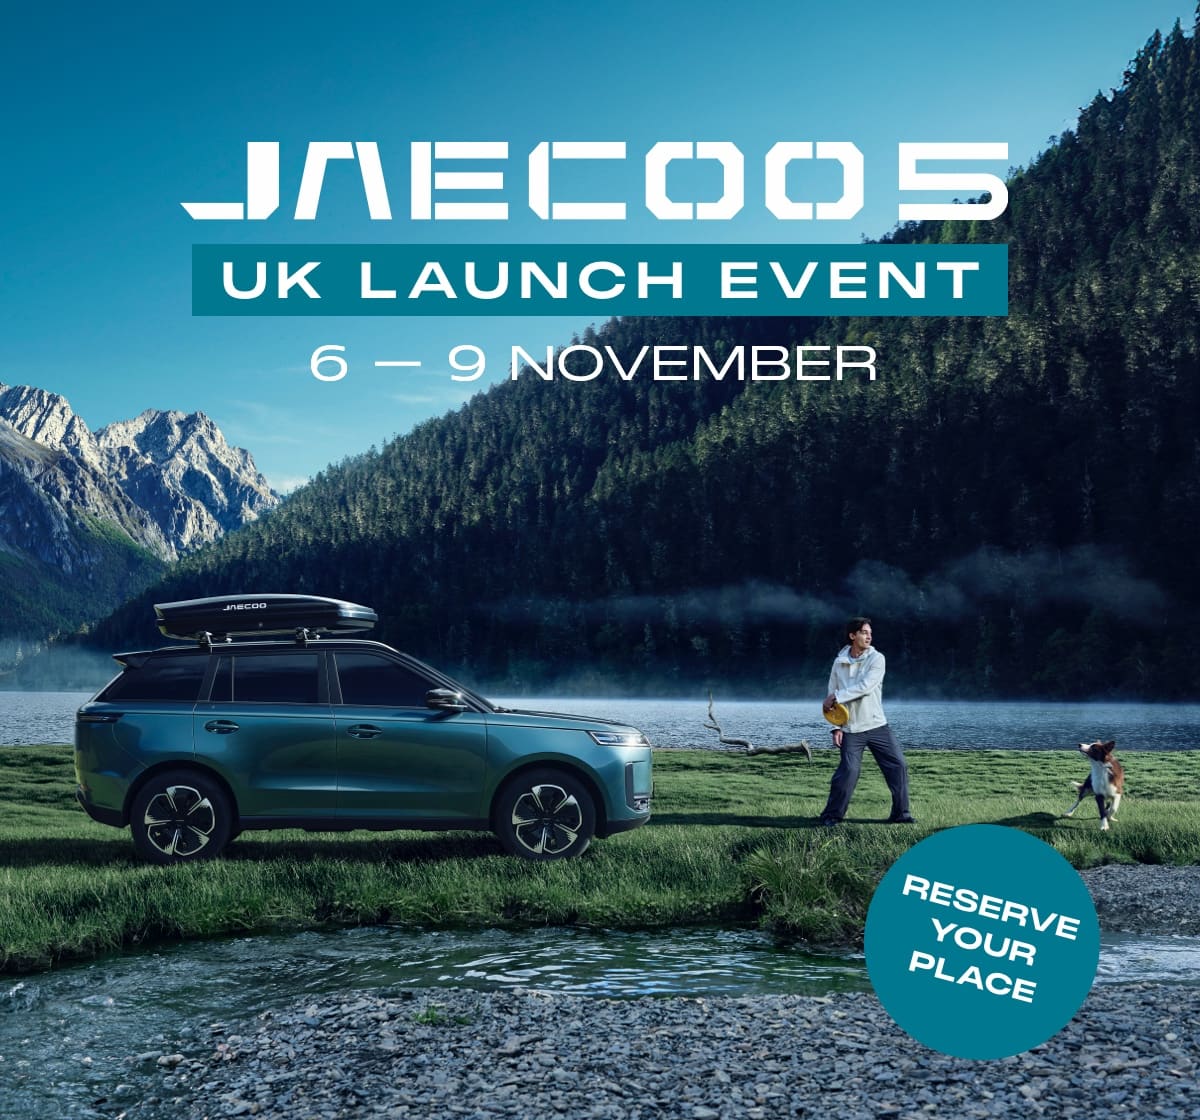 JAECOO 5
UK LAUNCH EVENT
6 — 9 NOVEMBER
JAECOO
RESERVE
YOUR
PLACE